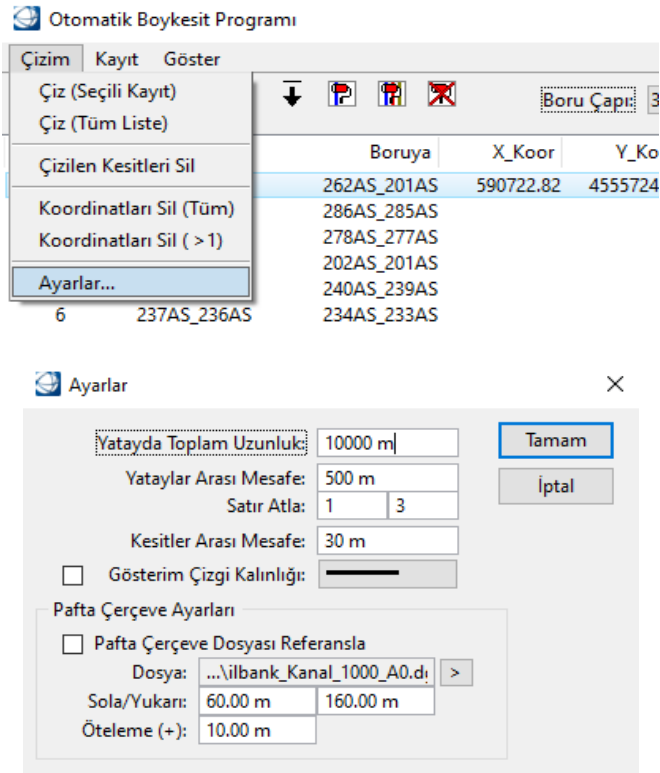 Otomatik Boykesit Programı
Çizim Kayıt Göster
Çiz (Seçili Kayıt)
Çiz (Tüm Liste)
Çizilen Kesitleri Sil
Koordinatları Sil (Tüm)
Koordinatları Sil ( >1)
Ayarlar...
Boru Çapı: 3
Boruya X_Koor Y_Ko
262AS_201AS 590722.82 4555724
286AS_285AS
278AS_277AS
202AS_201AS
240AS_239AS
6 237AS_236AS 234AS_233AS
Ayarlar
Yatayda Toplam Uzunluk: 10000 m
Tamam
Yataylar Arası Mesafe: 500 m
İptal
Satır Atla: 1 3
Kesitler Arası Mesafe: 30 m
Gösterim Çizgi Kalınlığı:
Pafta Çerçeve Ayarları
Pafta Çerçeve Dosyası Referansla
Dosya: ...\ilbank_Kanal_1000_A0.d >
Sola/Yukarı: 60.00 m 160.00 m
Öteleme (+): 10.00 m